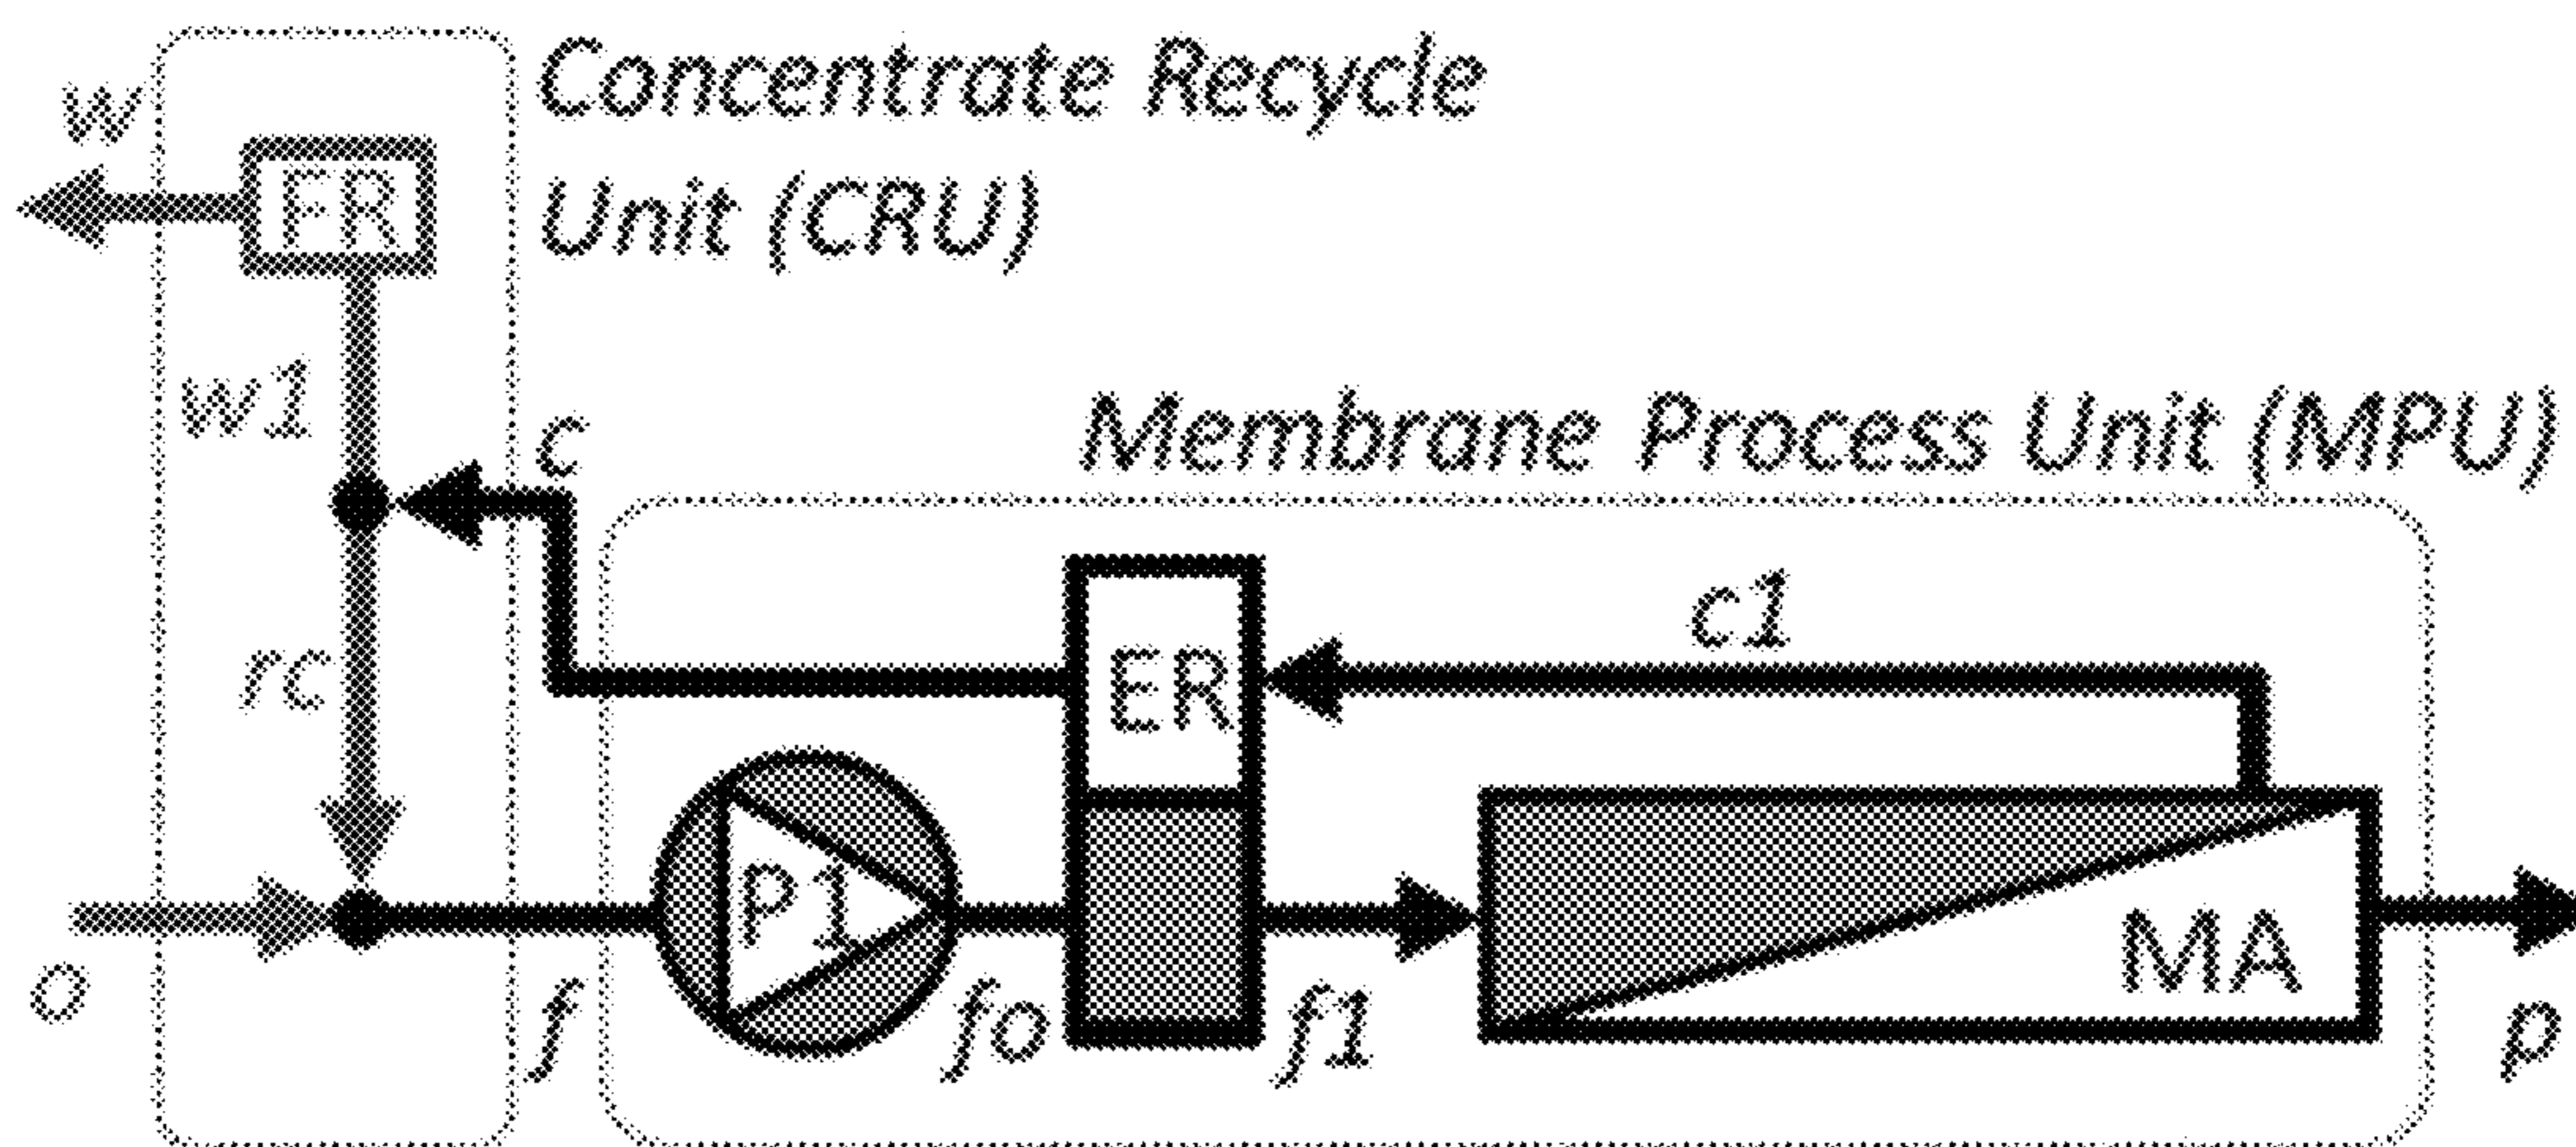 Concentrate Recycle
Unit (CRU)
w
ER
w1
c
Membrane Process Unit (MPU)
rc
ER
c1
P1
MA
o
f
fo
f1
p